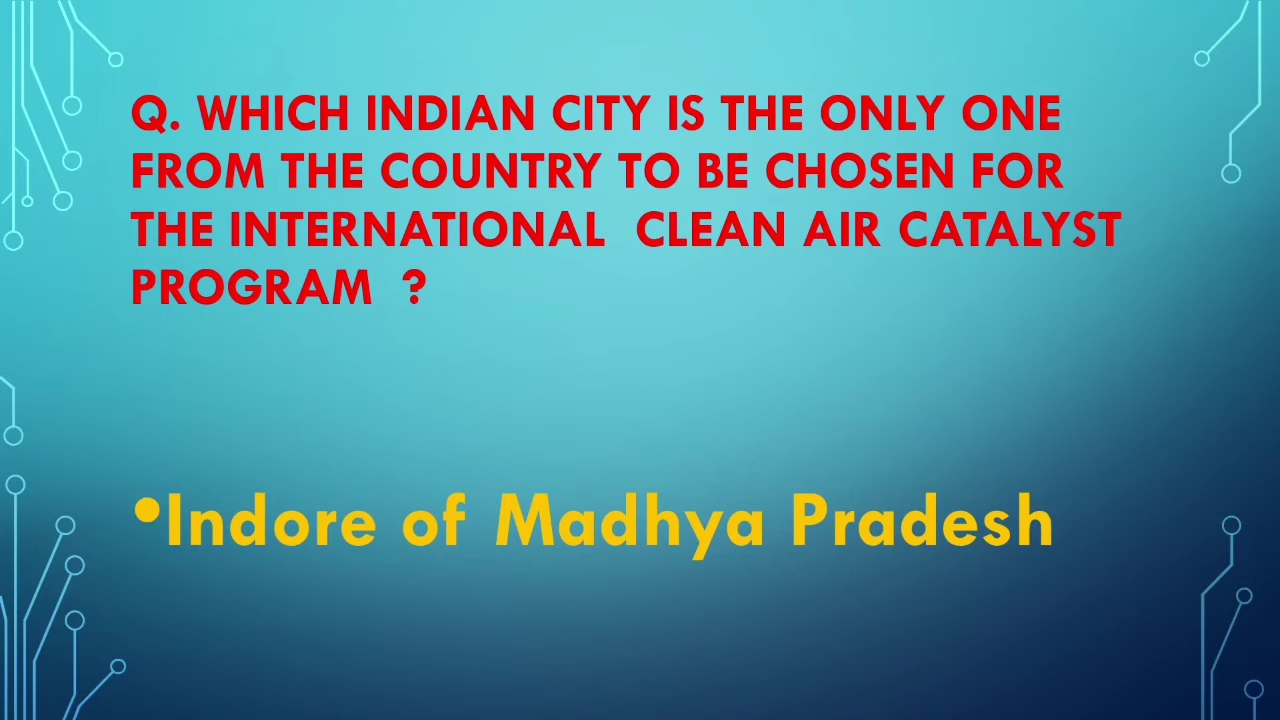 Q. WHICH INDIAN CITY IS THE ONLY ONE
FROM THE COUNTRY TO BE CHOSEN FOR
THE INTERNATIONAL  CLEAN AIR CATALYST
PROGRAM  ?
•Indore of Madhya Pradesh